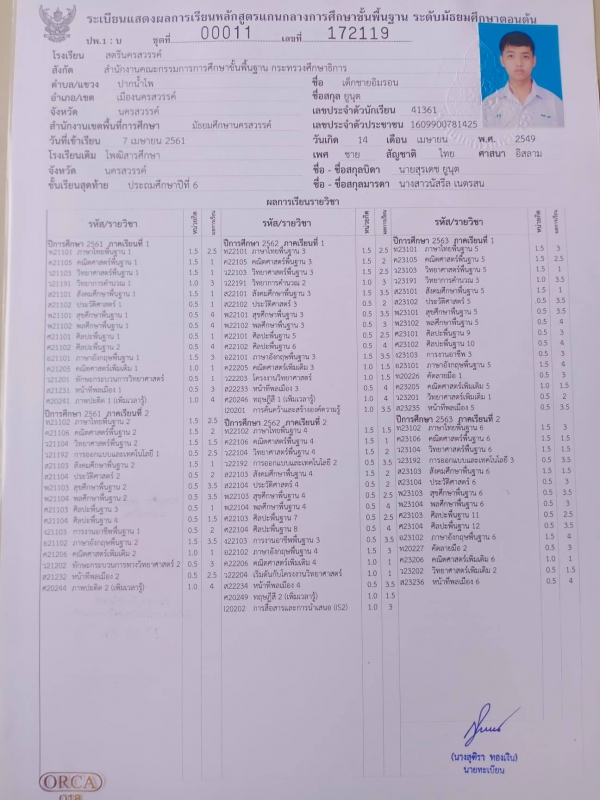 ระเบียนแสดงผลการเรียนหลักสูตรแกนกลางการศึกษาขั้นพื้นฐาน ระดับมัธยมศึกษาตอนต้น
ปพ.1 : บ ชุดที่ 00011 เลขที่ 172119
โรงเรียน สตรีนครสวรรค์
สังกัด สำนักงานคณะกรรมการการศึกษาขั้นพื้นฐาน กระทรวงศึกษาธิการ
ตำบล/แขวง ปากน้ำโพ
อำเภอ/เขต เมืองนครสวรรค์
จังหวัด นครสวรรค์
สำนักงานเขตพื้นที่การศึกษา มัธยมศึกษานครสวรรค์
วันที่เข้าเรียน 7 เมษายน 2561
โรงเรียนเดิม โพฒิสารศึกษา
จังหวัด นครสวรรค์
ชั้นเรียนสุดท้าย ประถมศึกษาปีที่ 6
ชื่อ เด็กชายอิมรอน
ชื่อสกุล ยูนุต
เลขประจำตัวนักเรียน 41361
เลขประจำตัวประชาชน 1609900781425
วันเกิด 14 เดือน เมษายน พ.ศ. 2549
เพศ ชาย สัญชาติ ไทย ศาสนา อิสลาม
ชื่อ - ชื่อสกุลบิดา นายสุรเดช ยูนุต
ชื่อ - ชื่อสกุลมารดา นางสาวนัสรีล เนตรสน
ผลการเรียนรายวิชา
รหัส/รายวิชา หน่วยกิต ผลการเรียน
ปีการศึกษา 2561 ภาคเรียนที่ 1
ท21101 ภาษาไทยพื้นฐาน 1 1.5 2.5
ค21105 คณิตศาสตร์พื้นฐาน 1 1.5 1
ว21103 วิทยาศาสตร์พื้นฐาน 1 1.5 1
ว21191 วิทยาการคำนวณ 1 1.0 3
ส21101 สังคมศึกษาพื้นฐาน 1 1.5 1
ส21102 ประวัติศาสตร์ 1 0.5 1
พ21101 สุขศึกษาพื้นฐาน 1 0.5 4
พ21102 พลศึกษาพื้นฐาน 1 0.5 4
ศ21101 ศิลปะพื้นฐาน 1 0.5 1
ศ21102 ศิลปะพื้นฐาน 2 0.5 4
อ21101 ภาษาอังกฤษพื้นฐาน 1 1.5 3
ค21205 คณิตศาสตร์เพิ่มเติม 1 1.0 1
ว21201 ทักษะกระบวนการวิทยาศาสตร์ 0.5 1
ส21231 หน้าที่พลเมือง 1 0.5 3
ศ20241 ภาพปะติด 1 (เพิ่มเวลารู้) 1.0 4
ปีการศึกษา 2561 ภาคเรียนที่ 2
ท21102 ภาษาไทยพื้นฐาน 2 1.5 2.5
ค21106 คณิตศาสตร์พื้นฐาน 2 1.5 2
ว21104 วิทยาศาสตร์พื้นฐาน 2
ว21192 การออกแบบและเทคโนโลยี 1
ส21103 สังคมศึกษาพื้นฐาน 2 1.5 1
ส21104 ประวัติศาสตร์ 2 0.5 2
พ21103 สุขศึกษาพื้นฐาน 2 0.5 3.5
พ21104 พลศึกษาพื้นฐาน 2
ศ21103 ศิลปะพื้นฐาน 3 0.5 1
ศ21104 ศิลปะพื้นฐาน 4 0.5 1.5
ง21103 การงานอาชีพพื้นฐาน 1 0.5 2
อ21102 ภาษาอังกฤษพื้นฐาน 2 1.5 3.5
ค21206 คณิตศาสตร์เพิ่มเติม 2 1.0 1
ว21202 ทักษะกระบวนการทางวิทยาศาสตร์ 2 0.5 3
ส21232 หน้าที่พลเมือง 2 0.5 2.5
ศ20244 ภาพปะติด 2 (เพิ่มเวลารู้) 1.0 4
รหัส/รายวิชา หน่วยกิต ผลการเรียน
ปีการศึกษา 2562 ภาคเรียนที่ 1
ท22101 ภาษาไทยพื้นฐาน 3 1.5 2.5
ค22105 คณิตศาสตร์พื้นฐาน 3 1.5 2
ว22103 วิทยาศาสตร์พื้นฐาน 3 1.5 2
ว22191 วิทยาการคำนวณ 2 1.0 3
ส22101 สังคมศึกษาพื้นฐาน 3 1.5 3.5
ส22102 ประวัติศาสตร์ 3 0.5 2
พ22101 สุขศึกษาพื้นฐาน 3 0.5 3.5
พ22102 พลศึกษาพื้นฐาน 3 0.5 3
ศ22101 ศิลปะพื้นฐาน 5 0.5 2.5
ศ22102 ศิลปะพื้นฐาน 6 0.5 4
อ22101 ภาษาอังกฤษพื้นฐาน 3 1.5 3.5
ค22205 คณิตศาสตร์เพิ่มเติม 3 1.0 1
ว22203 โครงงานวิทยาศาสตร์ 1.0 1.5
ส22233 หน้าที่พลเมือง 3 0.5 4
ศ20246 ทฤษฎีสี 1 (เพิ่มเวลารู้) 1.0 4
I20201 การค้นคว้าและสร้างองค์ความรู้ 1.0 3.5
ปีการศึกษา 2562 ภาคเรียนที่ 2
ท22102 ภาษาไทยพื้นฐาน 4 1.5 1.5
ค22106 คณิตศาสตร์พื้นฐาน 4 1.5 1
ว22104 วิทยาศาสตร์พื้นฐาน 4 1.5 2
ว22192 การออกแบบและเทคโนโลยี 2 0.5 3.5
ส22103 สังคมศึกษาพื้นฐาน 4 1.5 2
ส22104 ประวัติศาสตร์ 4 0.5 2
พ22103 สุขศึกษาพื้นฐาน 4 0.5 2.5
พ22104 พลศึกษาพื้นฐาน 4 0.5 4
ศ22103 ศิลปะพื้นฐาน 7 0.5 2.5
ศ22104 ศิลปะพื้นฐาน 8 0.5 4
ง22103 การงานอาชีพพื้นฐาน 3 0.5 2.5
อ22102 ภาษาอังกฤษพื้นฐาน 4 1.5 3
ค22206 คณิตศาสตร์เพิ่มเติม 4 1.0 1
ว22204 เริ่มต้นกับโครงงานวิทยาศาสตร์ 1.0 1
ส22234 หน้าที่พลเมือง 4 0.5 3.5
ศ20249 ทฤษฎีสี 2 (เพิ่มเวลารู้) 1.0 1.5
I20202 การสื่อสารและการนำเสนอ (IS2) 1.0 3
รหัส/รายวิชา หน่วยกิต ผลการเรียน
ปีการศึกษา 2563 ภาคเรียนที่ 1
ท23101 ภาษาไทยพื้นฐาน 5 1.5 3
ค23105 คณิตศาสตร์พื้นฐาน 5 1.5 2.5
ว23103 วิทยาศาสตร์พื้นฐาน 5 1.5 1
ว23191 วิทยาการคำนวณ 3 1.0 3.5
ส23101 สังคมศึกษาพื้นฐาน 5 1.5 1
ส23102 ประวัติศาสตร์ 5 0.5 3.5
พ23101 สุขศึกษาพื้นฐาน 5 0.5 3.5
พ23102 พลศึกษาพื้นฐาน 5 0.5 4
ศ23101 ศิลปะพื้นฐาน 9 0.5 3
ศ23102 ศิลปะพื้นฐาน 10 0.5 4
ง23103 การงานอาชีพ 3 0.5 3
อ23101 ภาษาอังกฤษพื้นฐาน 5 1.5 4
ท20226 คัดลายมือ 1 0.5 3
ค23205 คณิตศาสตร์เพิ่มเติม 5 1.0 1.5
ว23201 วิทยาศาสตร์เพิ่มเติม 1 0.5 2
ส23235 หน้าที่พลเมือง 5 0.5 3.5
ปีการศึกษา 2563 ภาคเรียนที่ 2
ท23102 ภาษาไทยพื้นฐาน 6 1.5 3
ค23106 คณิตศาสตร์พื้นฐาน 6 1.5 1.5
ว23104 วิทยาศาสตร์พื้นฐาน 6 1.5 1.5
ว23192 การออกแบบและเทคโนโลยี 3 0.5 3.5
ส23103 สังคมศึกษาพื้นฐาน 6 1.5 1.5
ส23104 ประวัติศาสตร์ 6 0.5 3
พ23103 สุขศึกษาพื้นฐาน 6 0.5 3.5
พ23104 พลศึกษาพื้นฐาน 6 0.5 3
ศ23103 ศิลปะพื้นฐาน 11 0.5 2.5
ศ23104 ศิลปะพื้นฐาน 12 0.5 3.5
อ23102 ภาษาอังกฤษพื้นฐาน 6 1.5 4
ท20227 คัดลายมือ 2 0.5 3
ค23206 คณิตศาสตร์เพิ่มเติม 6 1.0 1
ว23202 วิทยาศาสตร์เพิ่มเติม 2 0.5 1.5
ส23236 หน้าที่พลเมือง 6 0.5 4
(นางสุศิรา ทองเงิน)
นายทะเบียน
ORCA